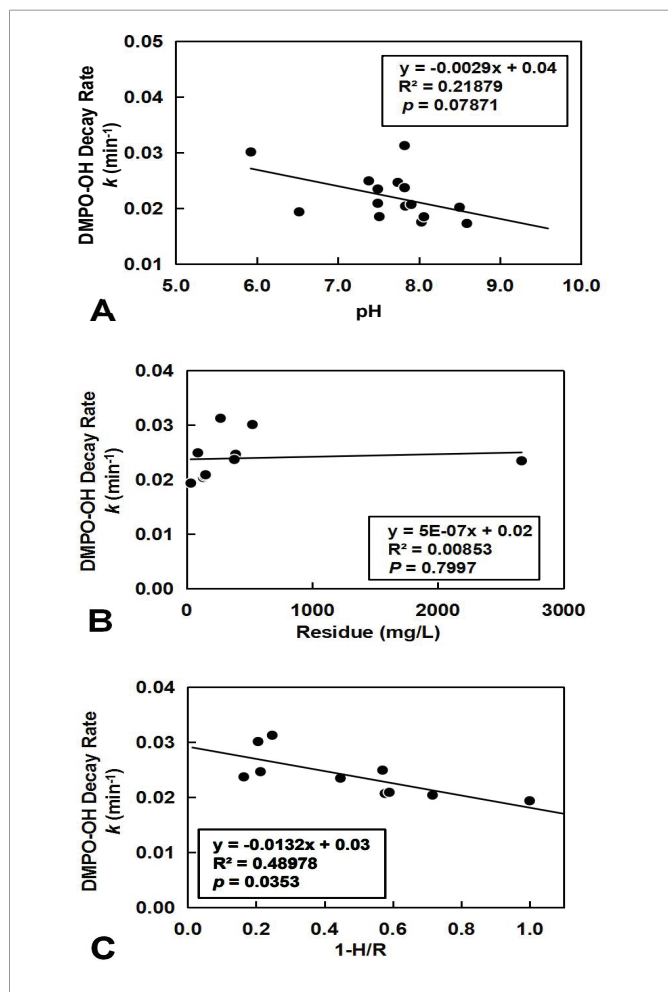 0.05
0.04
0.03
0.02
0.01
DMPO-OH Decay Rate
k (min⁻¹)
y = -0.0029x + 0.04
R² = 0.21879
p = 0.07871
5.0 6.0 7.0 8.0 9.0 10.0
pH
A
0.04
0.03
0.02
0.01
0.00
DMPO-OH Decay Rate
k (min⁻¹)
y = 5E-07x + 0.02
R² = 0.00853
P = 0.7997
0 1000 2000 3000
Residue (mg/L)
B
0.04
0.03
0.02
0.01
0.00
DMPO-OH Decay Rate
k (min⁻¹)
y = -0.0132x + 0.03
R² = 0.48978
p = 0.0353
0.0 0.2 0.4 0.6 0.8 1.0
1-H/R
C